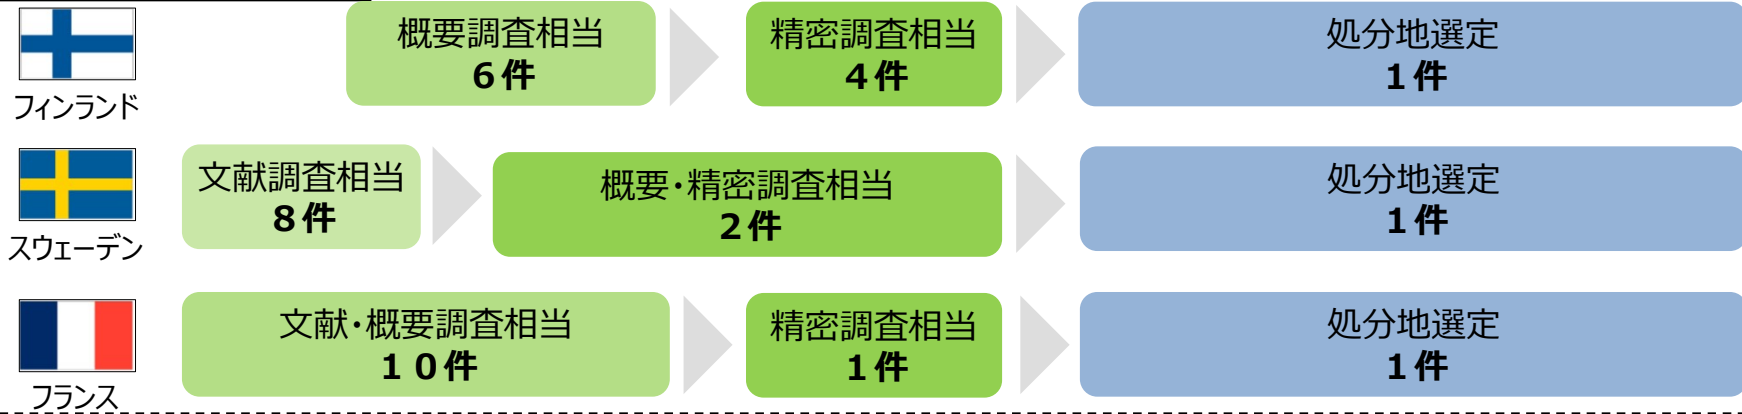 概要調査相当
6件
精密調査相当
4件
処分地選定
1件
フィンランド
文献調査相当
8件
概要・精密調査相当
2件
処分地選定
1件
スウェーデン
文献・概要調査相当
10件
精密調査相当
1件
処分地選定
1件
フランス